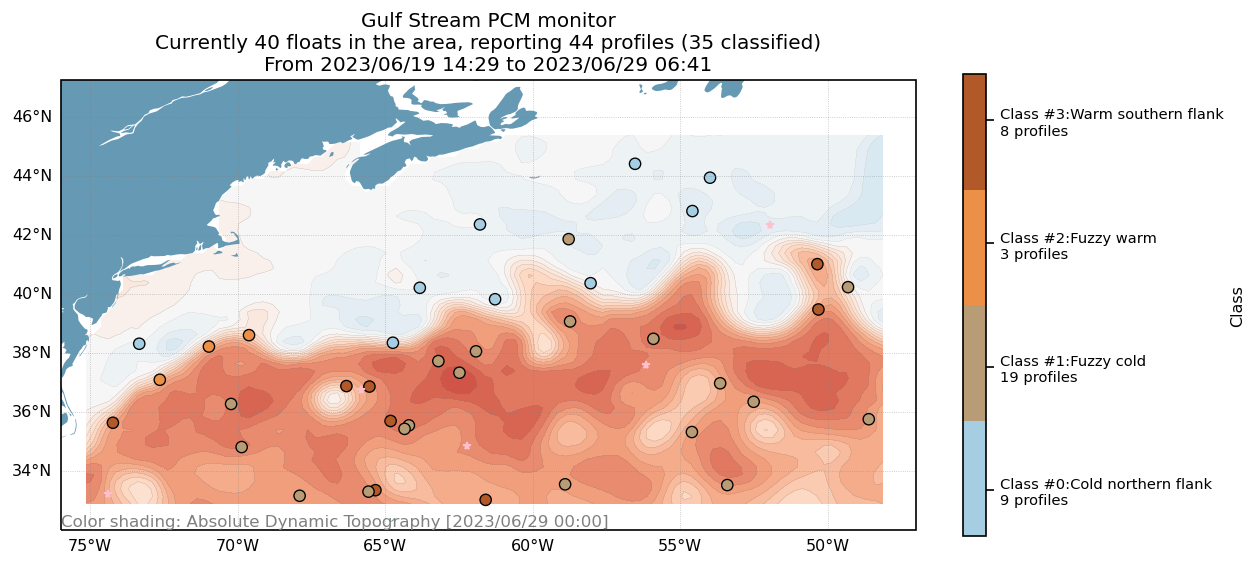 Gulf Stream PCM monitor
Currently 40 floats in the area, reporting 44 profiles (35 classified)
From 2023/06/19 14:29 to 2023/06/29 06:41
46°N
44°N
42°N
40°N
38°N
36°N
34°N
Color shading: Absolute Dynamic Topography [2023/06/29 00:00]
75°W 70°W 65°W 60°W 55°W 50°W
Class #3:Warm southern flank
8 profiles
Class #2:Fuzzy warm
3 profiles
Class #1:Fuzzy cold
19 profiles
Class #0:Cold northern flank
9 profiles
Class